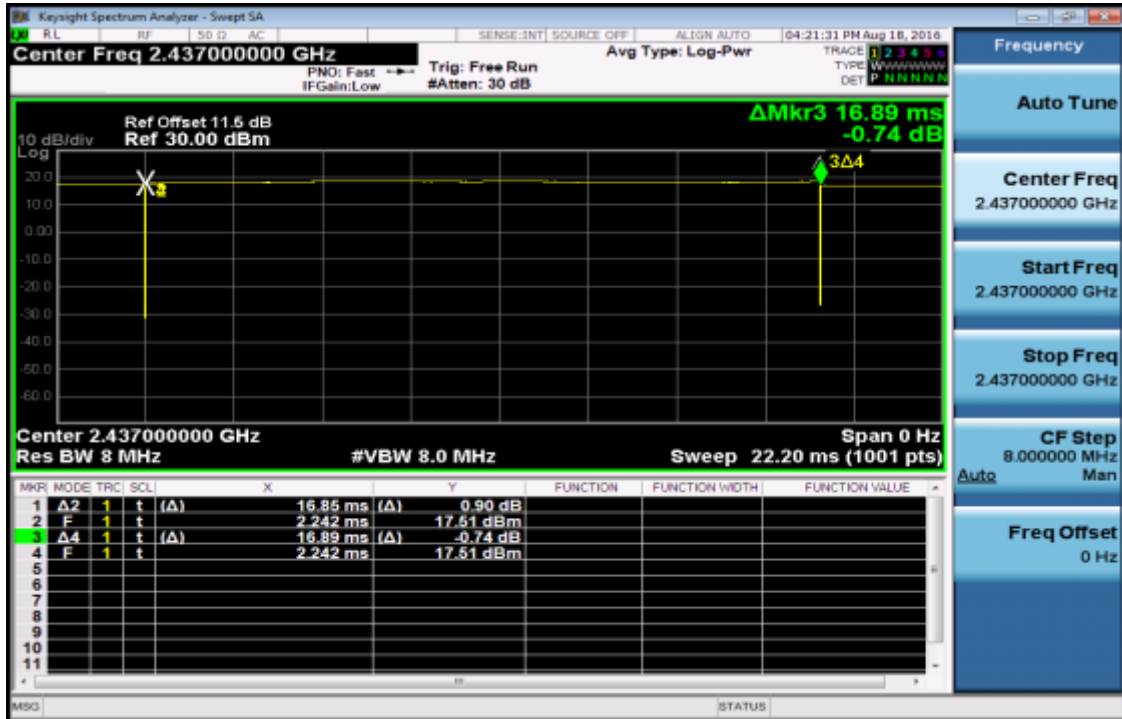 Keysight Spectrum Analyzer - Swept SA
RL RF 50 Ω AC SENSE:INT SOURCE OFF ALIGN AUTO 04:21:31 PM Aug 18, 2016
Center Freq 2.437000000 GHz
PNO: Fast
IFGain:Low
Trig: Free Run
#Atten: 30 dB
Avg Type: Log-Pwr
TRACE 1 2 3 4 5 6
TYPE WWWWWW
DET P N N N N N
ΔMkr3 16.89 ms
-0.74 dB
Ref Offset 11.5 dB
10 dB/div Ref 30.00 dBm
Log
20.0
10.0
0.00
-10.0
-20.0
-30.0
-40.0
-50.0
-60.0
3Δ4
Center 2.437000000 GHz Span 0 Hz
Res BW 8 MHz #VBW 8.0 MHz Sweep 22.20 ms (1001 pts)
MKR MODE TRC SCL X Y FUNCTION FUNCTION WIDTH FUNCTION VALUE
1 Δ2 1 t (Δ) 16.85 ms (Δ) 0.90 dB
2 F 1 t 2.242 ms 17.51 dBm
3 Δ4 1 t (Δ) 16.89 ms (Δ) -0.74 dB
4 F 1 t 2.242 ms 17.51 dBm
5
6
7
8
9
10
11
MSG STATUS
Frequency
Auto Tune
Center Freq
2.437000000 GHz
Start Freq
2.437000000 GHz
Stop Freq
2.437000000 GHz
CF Step
8.000000 MHz
Auto Man
Freq Offset
0 Hz